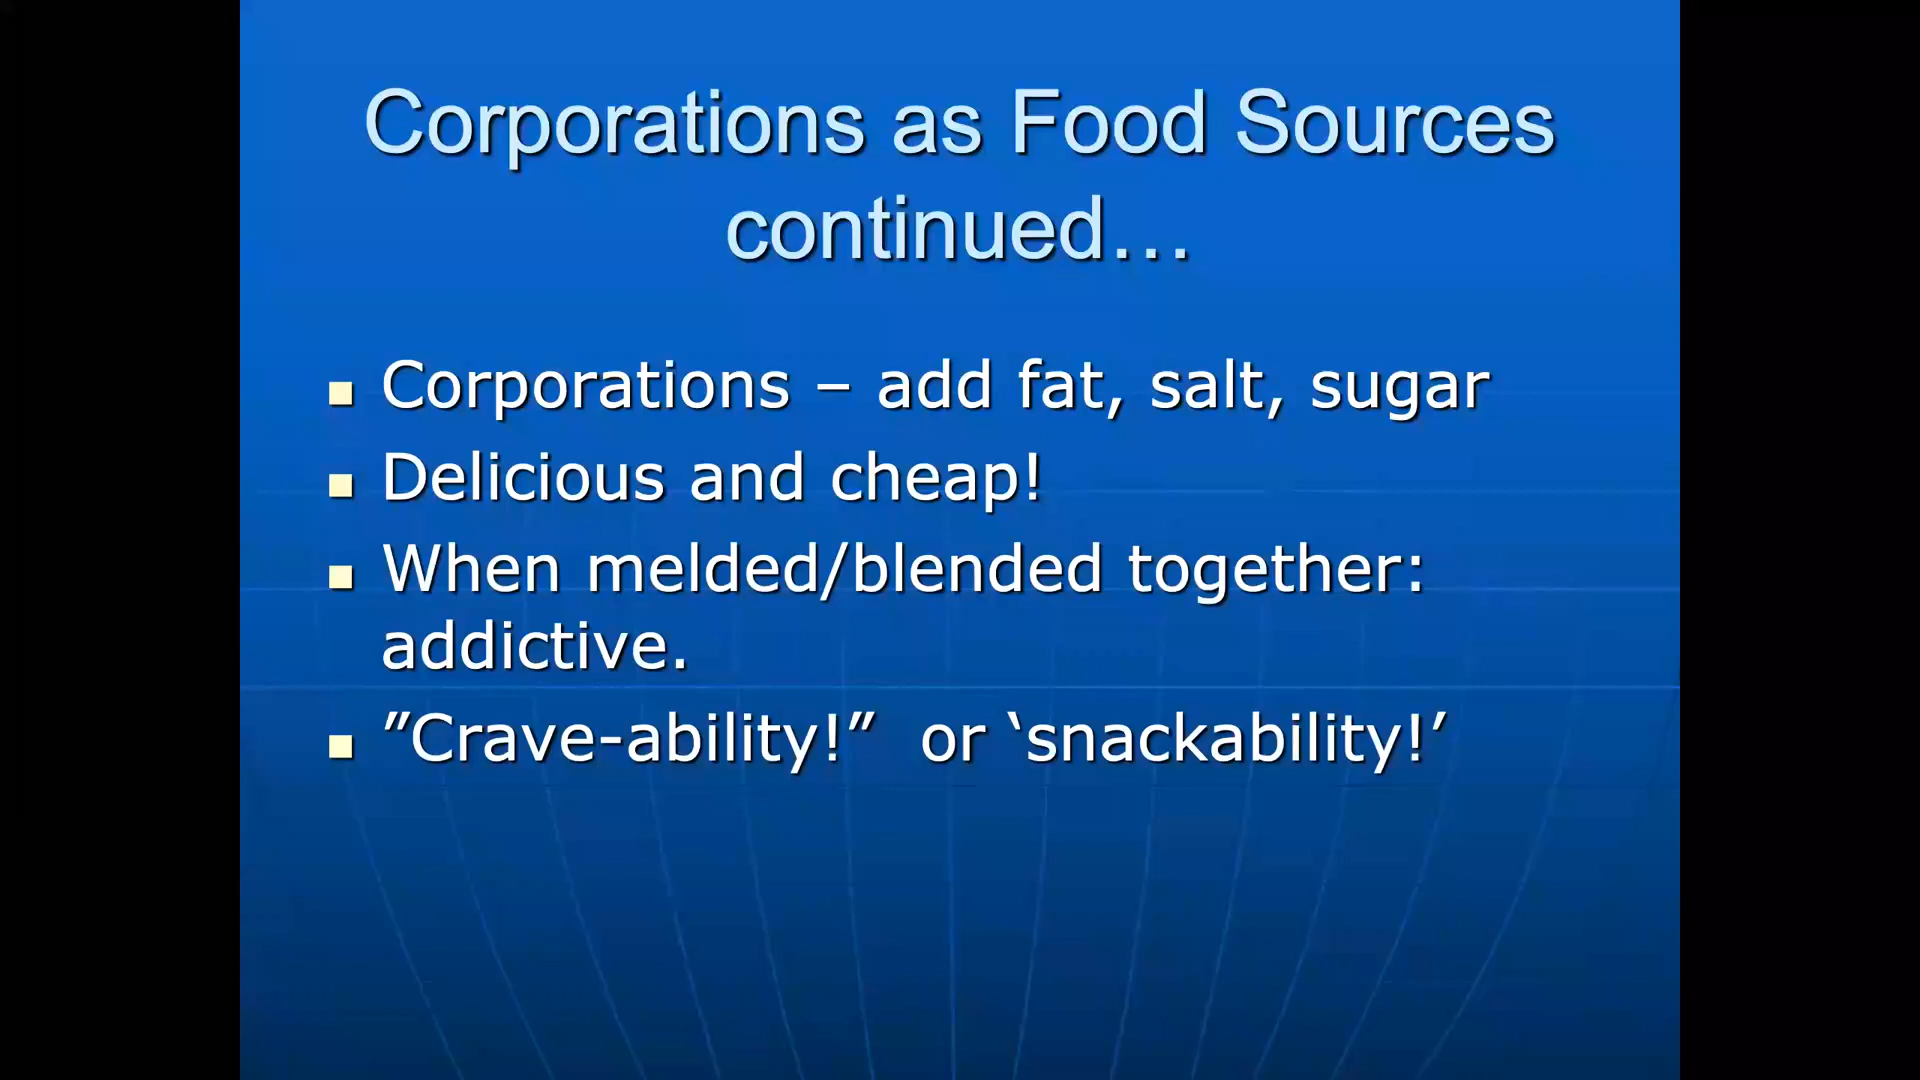 Corporations as Food Sources
continued…
Corporations – add fat, salt, sugar
Delicious and cheap!
When melded/blended together:
addictive.
”Crave-ability!”  or ‘snackability!’